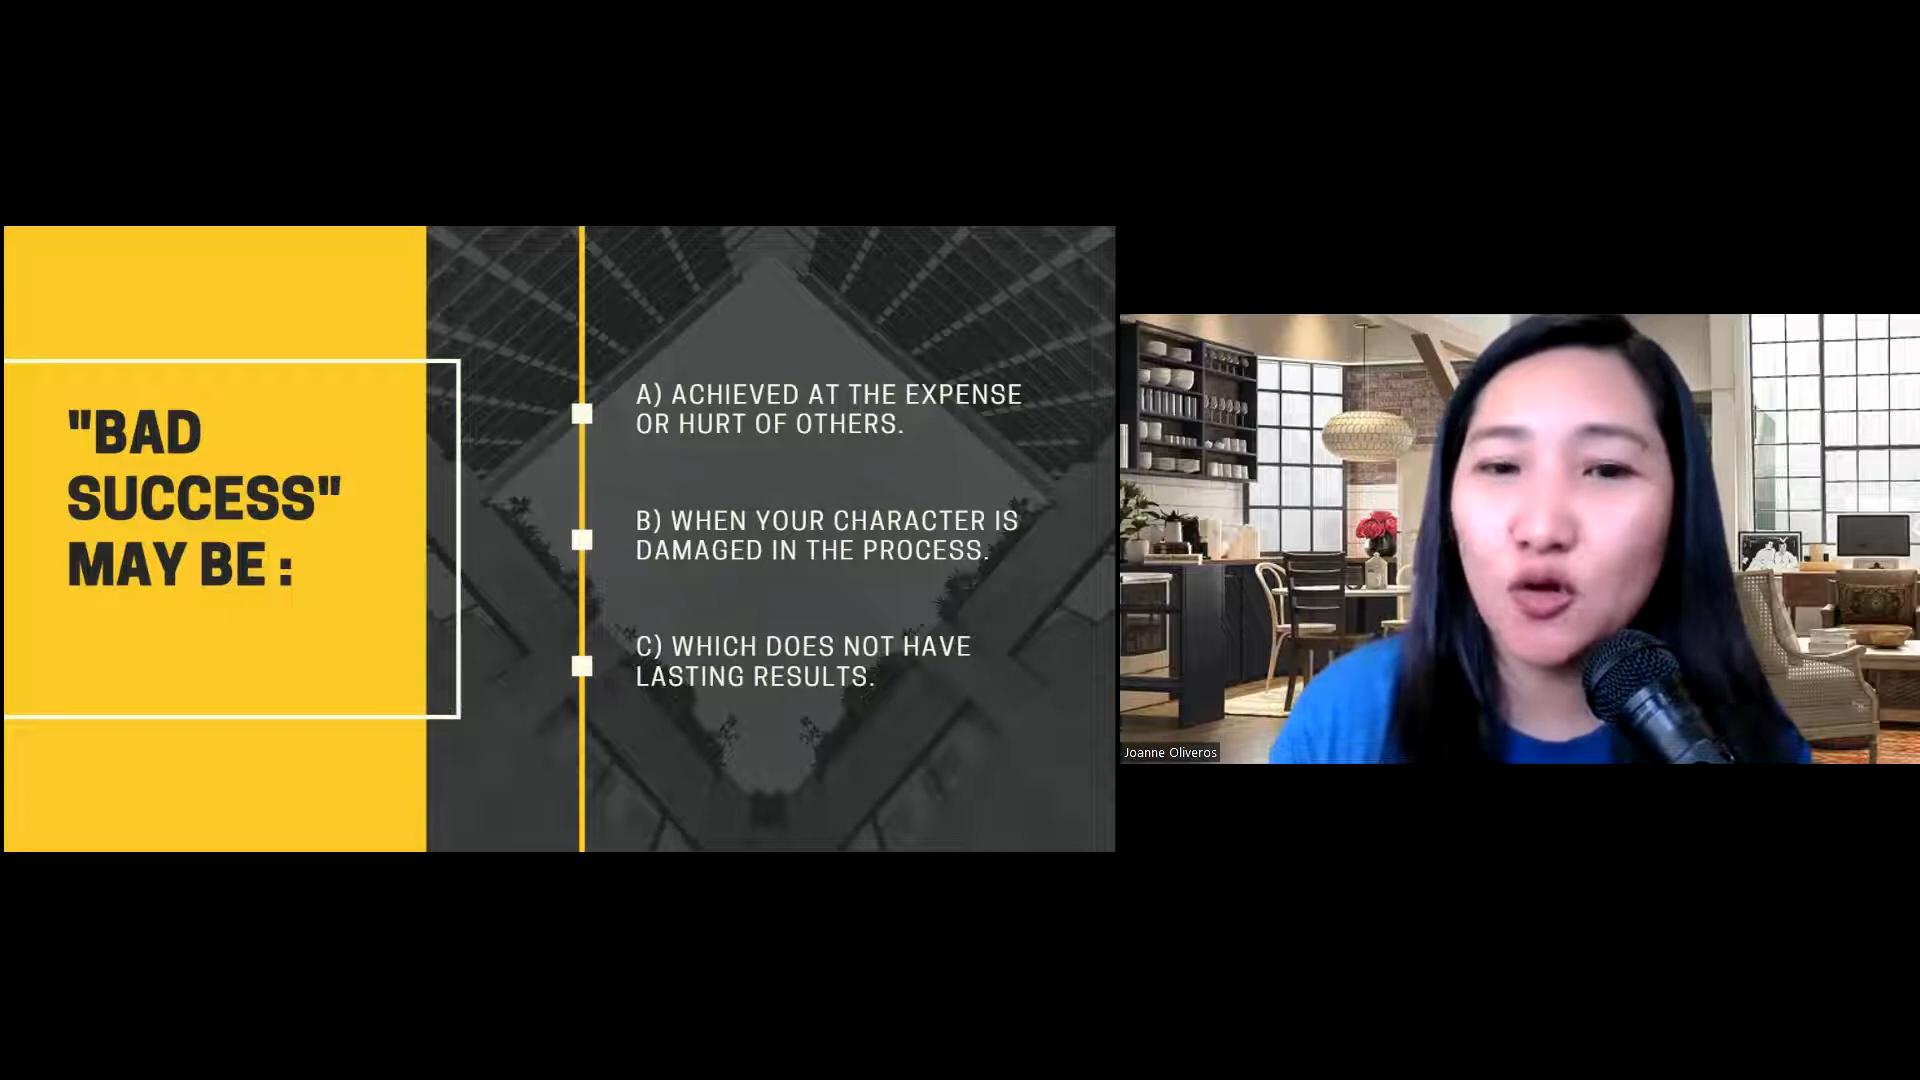 "BAD
SUCCESS"
MAY BE :
A) ACHIEVED AT THE EXPENSE
OR HURT OF OTHERS.
B) WHEN YOUR CHARACTER IS
DAMAGED IN THE PROCESS.
C) WHICH DOES NOT HAVE
LASTING RESULTS.
Joanne Oliveros